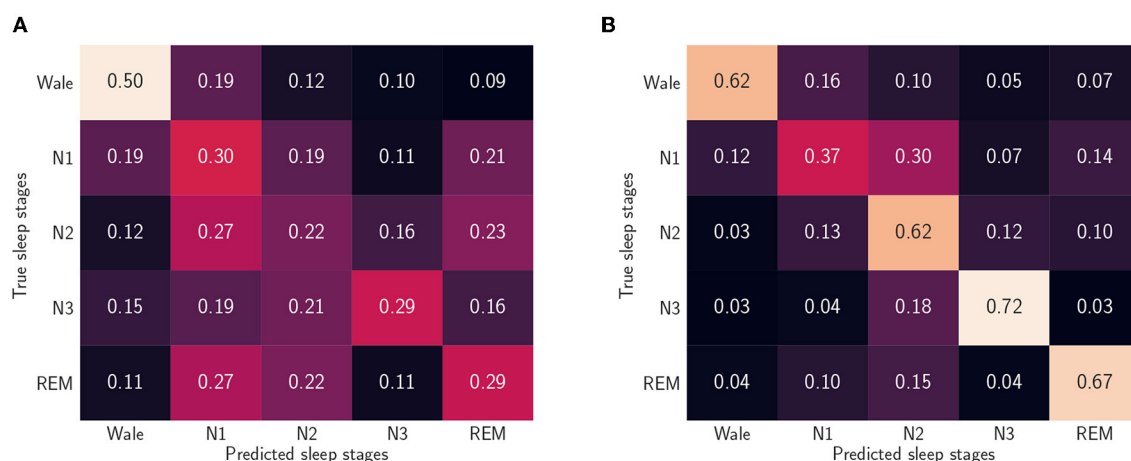 A
True sleep stages
Wale 0.50 0.19 0.12 0.10 0.09
N1 0.19 0.30 0.19 0.11 0.21
N2 0.12 0.27 0.22 0.16 0.23
N3 0.15 0.19 0.21 0.29 0.16
REM 0.11 0.27 0.22 0.11 0.29
Wale N1 N2 N3 REM
Predicted sleep stages
B
True sleep stages
Wale 0.62 0.16 0.10 0.05 0.07
N1 0.12 0.37 0.30 0.07 0.14
N2 0.03 0.13 0.62 0.12 0.10
N3 0.03 0.04 0.18 0.72 0.03
REM 0.04 0.10 0.15 0.04 0.67
Wale N1 N2 N3 REM
Predicted sleep stages